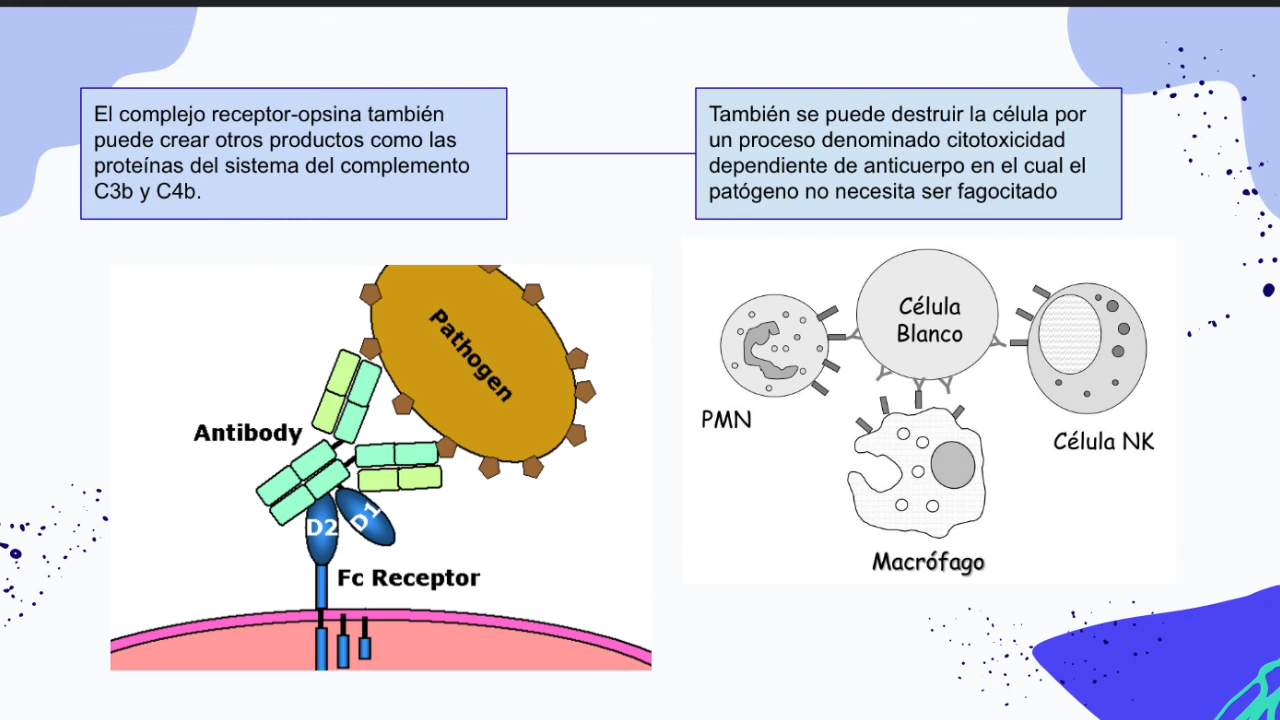 El complejo receptor-opsina también
puede crear otros productos como las
proteínas del sistema del complemento
C3b y C4b.
También se puede destruir la célula por
un proceso denominado citotoxicidad
dependiente de anticuerpo en el cual el
patógeno no necesita ser fagocitado
Pathogen
Antibody
D2
D1
Fc Receptor
Célula
Blanco
PMN
Célula NK
Macrófago